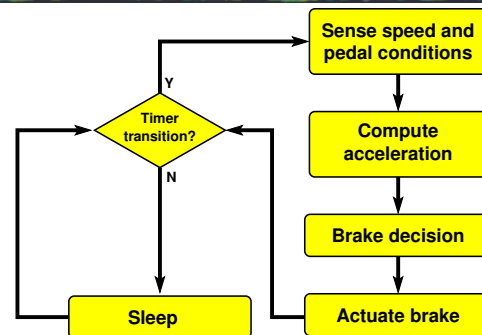 Sense speed and
pedal conditions
Y
Timer
transition?
Compute
acceleration
N
Brake decision
Sleep
Actuate brake